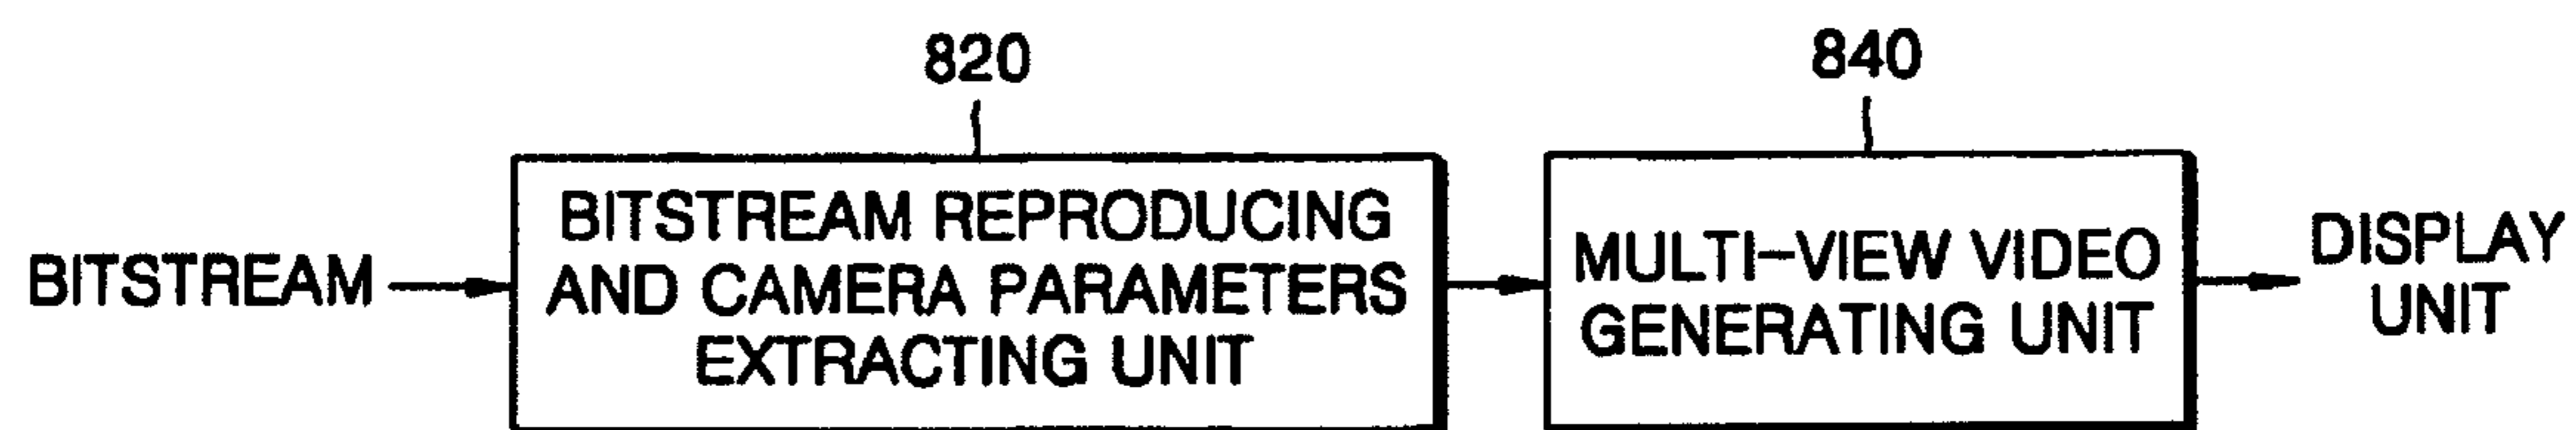 820
840
BITSTREAM
BITSTREAM REPRODUCING
AND CAMERA PARAMETERS
EXTRACTING UNIT
MULTI-VIEW VIDEO
GENERATING UNIT
DISPLAY
UNIT